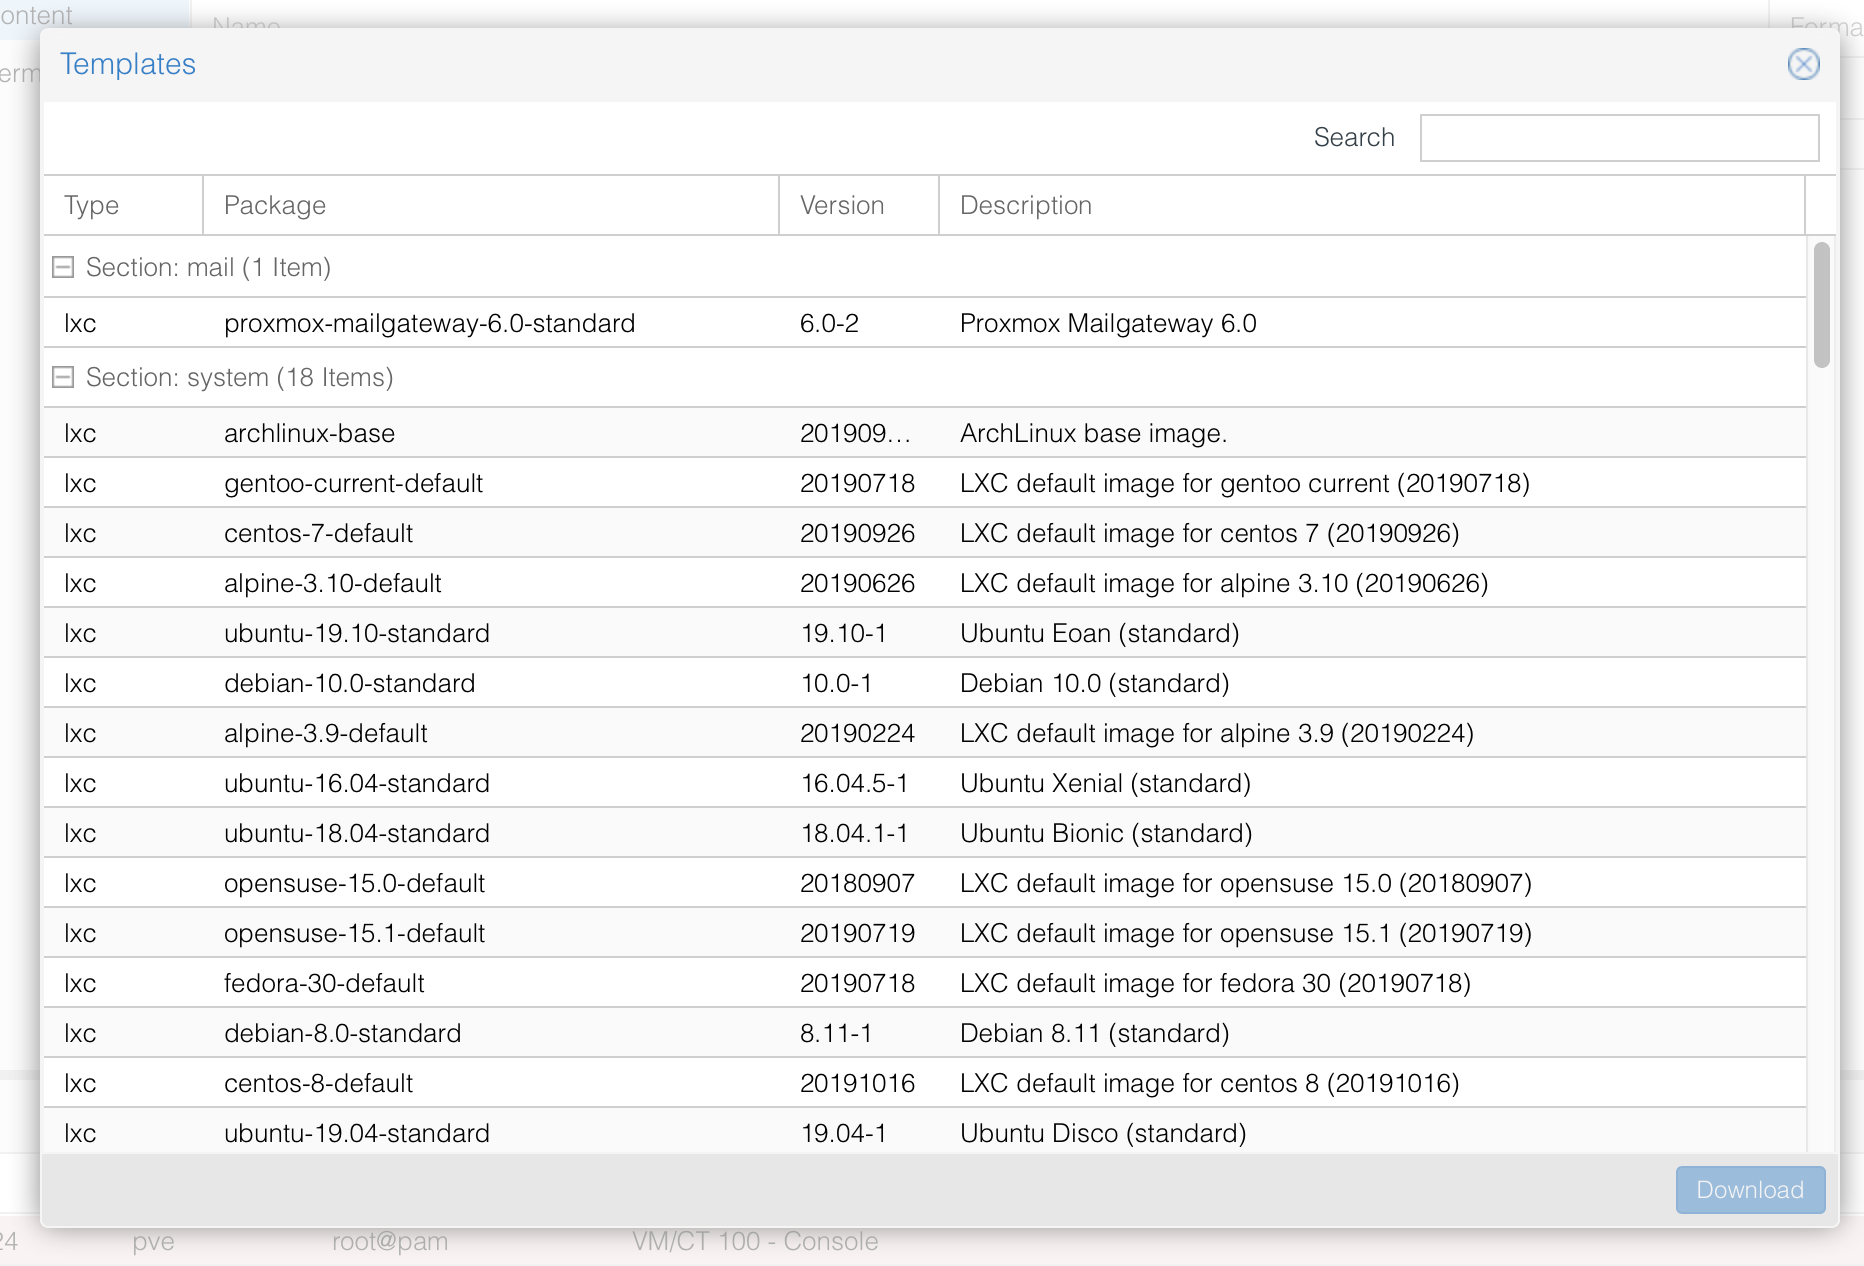 ontent
Name
Forma
erm
Templates
Search
Type Package Version Description
Section: mail (1 Item)
lxc proxmox-mailgateway-6.0-standard 6.0-2 Proxmox Mailgateway 6.0
Section: system (18 Items)
lxc archlinux-base 201909... ArchLinux base image.
lxc gentoo-current-default 20190718 LXC default image for gentoo current (20190718)
lxc centos-7-default 20190926 LXC default image for centos 7 (20190926)
lxc alpine-3.10-default 20190626 LXC default image for alpine 3.10 (20190626)
lxc ubuntu-19.10-standard 19.10-1 Ubuntu Eoan (standard)
lxc debian-10.0-standard 10.0-1 Debian 10.0 (standard)
lxc alpine-3.9-default 20190224 LXC default image for alpine 3.9 (20190224)
lxc ubuntu-16.04-standard 16.04.5-1 Ubuntu Xenial (standard)
lxc ubuntu-18.04-standard 18.04.1-1 Ubuntu Bionic (standard)
lxc opensuse-15.0-default 20180907 LXC default image for opensuse 15.0 (20180907)
lxc opensuse-15.1-default 20190719 LXC default image for opensuse 15.1 (20190719)
lxc fedora-30-default 20190718 LXC default image for fedora 30 (20190718)
lxc debian-8.0-standard 8.11-1 Debian 8.11 (standard)
lxc centos-8-default 20191016 LXC default image for centos 8 (20191016)
lxc ubuntu-19.04-standard 19.04-1 Ubuntu Disco (standard)
Download
24 pve root@pam VM/CT 100 - Console